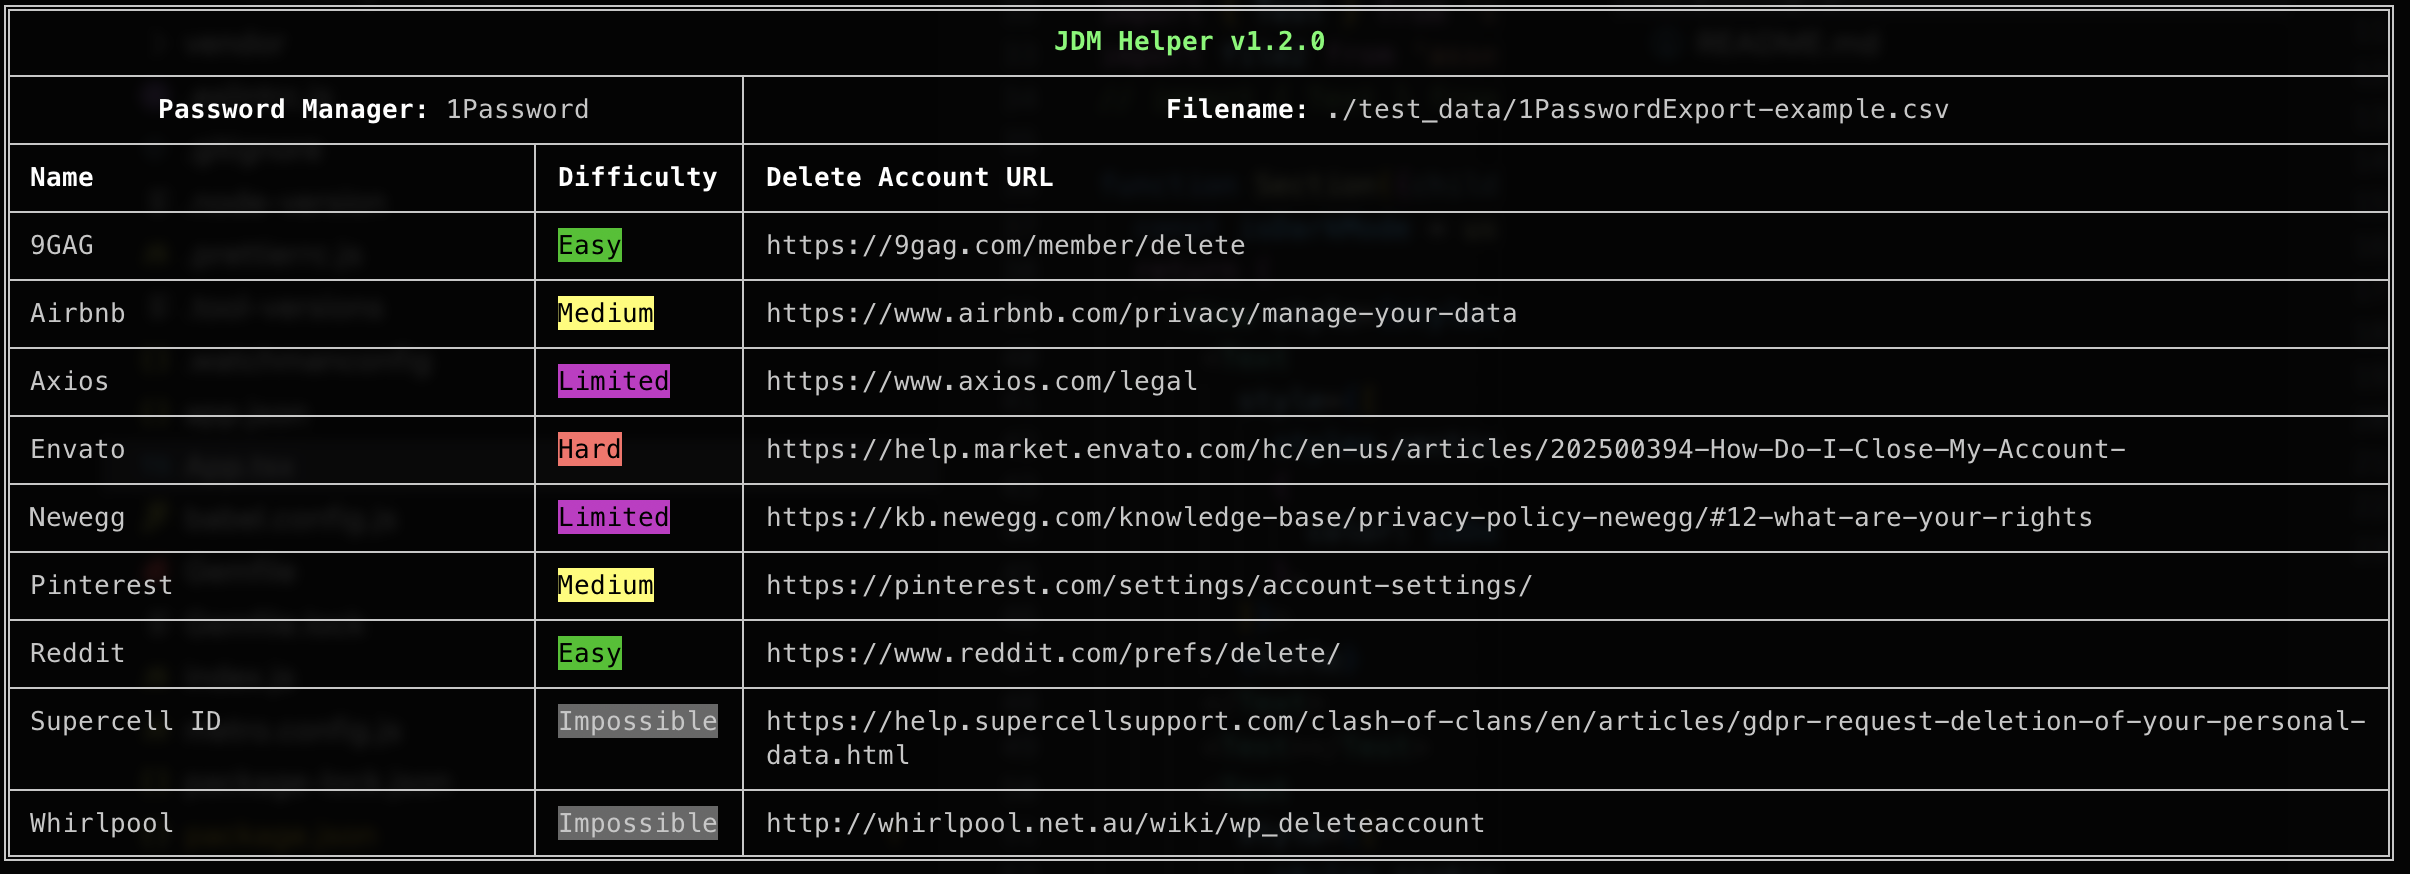 JDM Helper v1.2.0
Password Manager: 1Password Filename: ./test_data/1PasswordExport-example.csv
Name Difficulty Delete Account URL
9GAG Easy https://9gag.com/member/delete
Airbnb Medium https://www.airbnb.com/privacy/manage-your-data
Axios Limited https://www.axios.com/legal
Envato Hard https://help.market.envato.com/hc/en-us/articles/202500394-How-Do-I-Close-My-Account-
Newegg Limited https://kb.newegg.com/knowledge-base/privacy-policy-newegg/#12-what-are-your-rights
Pinterest Medium https://pinterest.com/settings/account-settings/
Reddit Easy https://www.reddit.com/prefs/delete/
Supercell ID Impossible https://help.supercellsupport.com/clash-of-clans/en/articles/gdpr-request-deletion-of-your-personal-
data.html
Whirlpool Impossible http://whirlpool.net.au/wiki/wp_deleteaccount